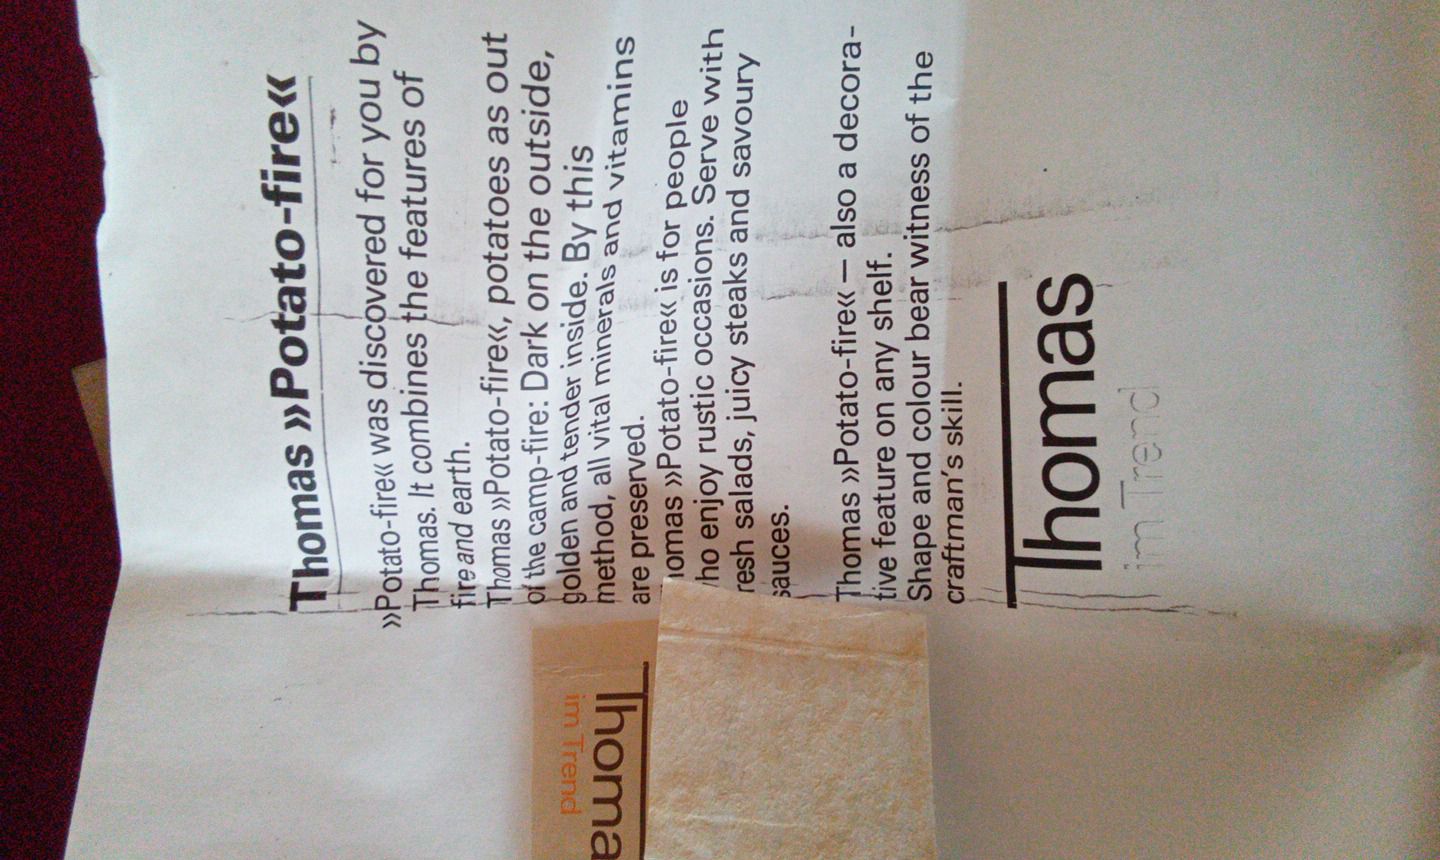 Thomas »Potato-fire«
»Potato-fire« was discovered for you by
Thomas. It combines the features of
fire and earth.
Thomas »Potato-fire«, potatoes as out
of the camp-fire: Dark on the outside,
golden and tender inside. By this
method, all vital minerals and vitamins
are preserved.
homas »Potato-fire« is for people
ho enjoy rustic occasions. Serve with
resh salads, juicy steaks and savoury
sauces.
Thomas »Potato-fire« — also a decora-
tive feature on any shelf.
Shape and colour bear witness of the
craftman's skill.
Thomas
im Trend
Thoma
im Trend